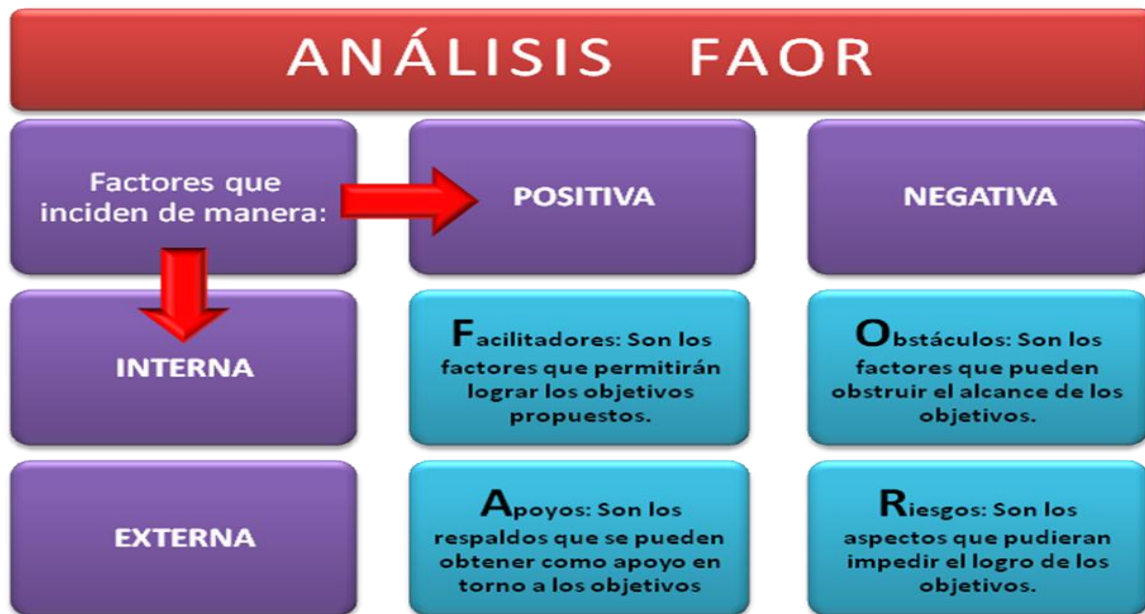 ANÁLISIS FAOR
Factores que
inciden de manera:
POSITIVA
NEGATIVA
INTERNA
Facilitadores: Son los
factores que permitirán
lograr los objetivos
propuestos.
Obstáculos: Son los
factores que pueden
obstruir el alcance de los
objetivos.
EXTERNA
Apoyos: Son los
respaldos que se pueden
obtener como apoyo en
torno a los objetivos
Riesgos: Son los
aspectos que pudieran
impedir el logro de los
objetivos.